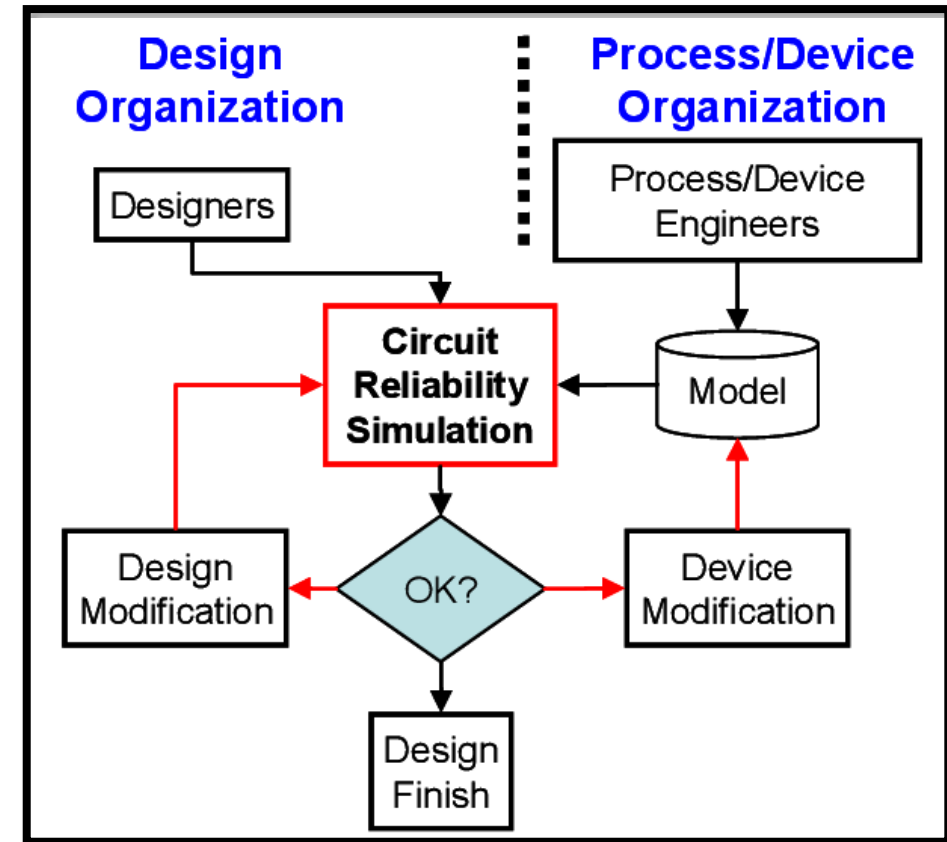 Design
Organization
Process/Device
Organization
Designers
Process/Device
Engineers
Circuit
Reliability
Simulation
Model
Design
Modification
OK?
Device
Modification
Design
Finish